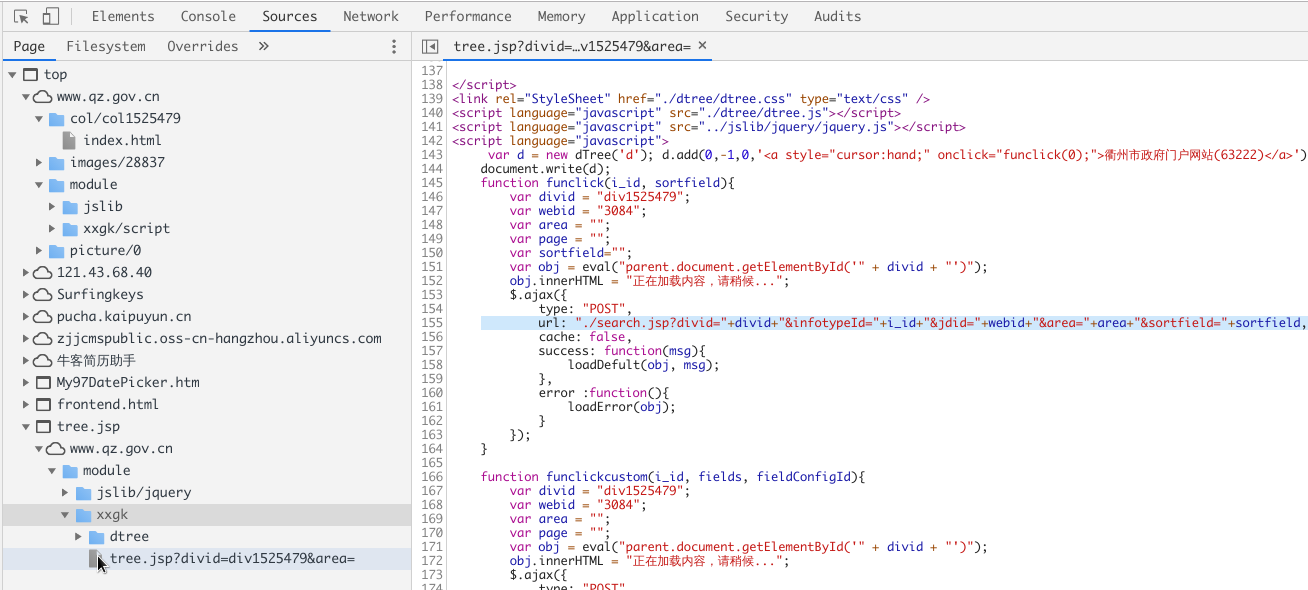 Elements Console Sources Network Performance Memory Application Security Audits
Page Filesystem Overrides »
top
www.qz.gov.cn
col/col1525479
index.html
images/28837
module
jslib
xxgk/script
picture/0
121.43.68.40
Surfingkeys
pucha.kaipuyun.cn
zjjcmspublic.oss-cn-hangzhou.aliyuncs.com
牛客简历助手
My97DatePicker.htm
frontend.html
tree.jsp
www.qz.gov.cn
module
jslib/jquery
xxgk
dtree
tree.jsp?divid=div1525479&area=
tree.jsp?divid=…v1525479&area= ×
137
138 </script>
139 <link rel="StyleSheet" href="./dtree/dtree.css" type="text/css" />
140 <script language="javascript" src="./dtree/dtree.js"></script>
141 <script language="javascript" src="../jslib/jquery/jquery.js"></script>
142 <script language="javascript">
143 var d = new dTree('d'); d.add(0,-1,0,'<a style="cursor:hand;" onclick="funclick(0);">衢州市政府门户网站(63222)</a>')
144 document.write(d);
145 function funclick(i_id, sortfield){
146 var divid = "div1525479";
147 var webid = "3084";
148 var area = "";
149 var page = "";
150 var sortfield="";
151 var obj = eval("parent.document.getElementById('" + divid + "')");
152 obj.innerHTML = "正在加载内容，请稍候...";
153 $.ajax({
154 type: "POST",
155 url: "./search.jsp?divid="+divid+"&infotypeId="+i_id+"&jdid="+webid+"&area="+area+"&sortfield="+sortfield,
156 cache: false,
157 success: function(msg){
158 loadDefult(obj, msg);
159 },
160 error :function(){
161 loadError(obj);
162 }
163 });
164 }
165
166 function funclickcustom(i_id, fields, fieldConfigId){
167 var divid = "div1525479";
168 var webid = "3084";
169 var area = "";
170 var page = "";
171 var obj = eval("parent.document.getElementById('" + divid + "')");
172 obj.innerHTML = "正在加载内容，请稍候...";
173 $.ajax({
174 type: "POST"